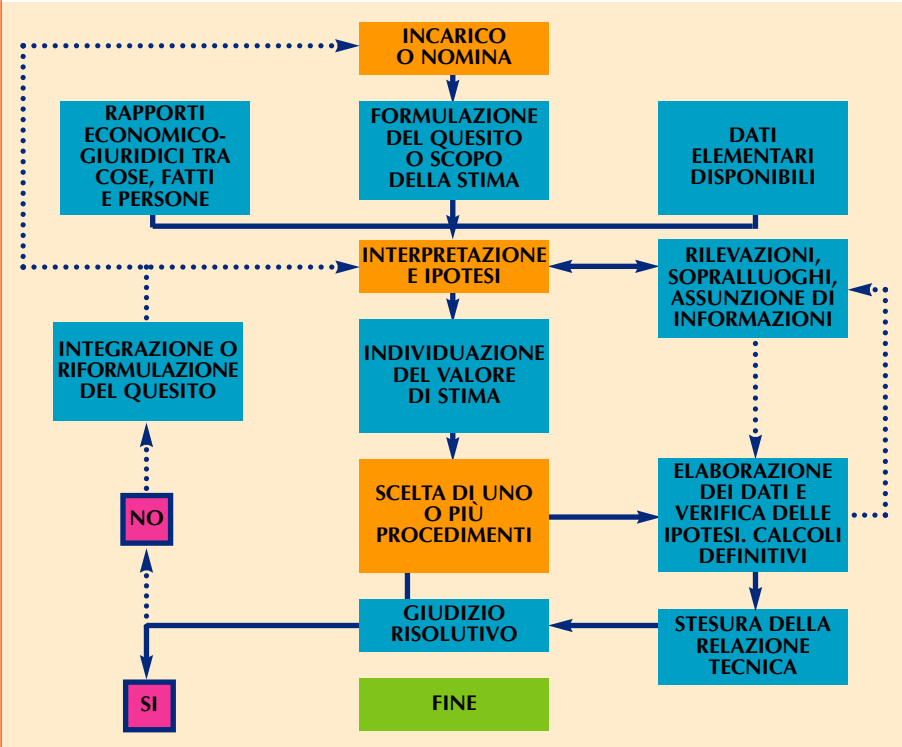 INCARICO
O NOMINA
RAPPORTI
ECONOMICO-
GIURIDICI TRA
COSE, FATTI
E PERSONE
FORMULAZIONE
DEL QUESITO
O SCOPO
DELLA STIMA
DATI
ELEMENTARI
DISPONIBILI
INTERPRETAZIONE
E IPOTESI
RILEVAZIONI,
SOPRALLUOGHI,
ASSUNZIONE DI
INFORMAZIONI
INTEGRAZIONE O
RIFORMULAZIONE
DEL QUESITO
INDIVIDUAZIONE
DEL VALORE
DI STIMA
NO
SCELTA DI UNO
O PIÙ
PROCEDIMENTI
ELABORAZIONE
DEI DATI E
VERIFICA DELLE
IPOTESI. CALCOLI
DEFINITIVI
GIUDIZIO
RISOLUTIVO
STESURA DELLA
RELAZIONE
TECNICA
SI
FINE